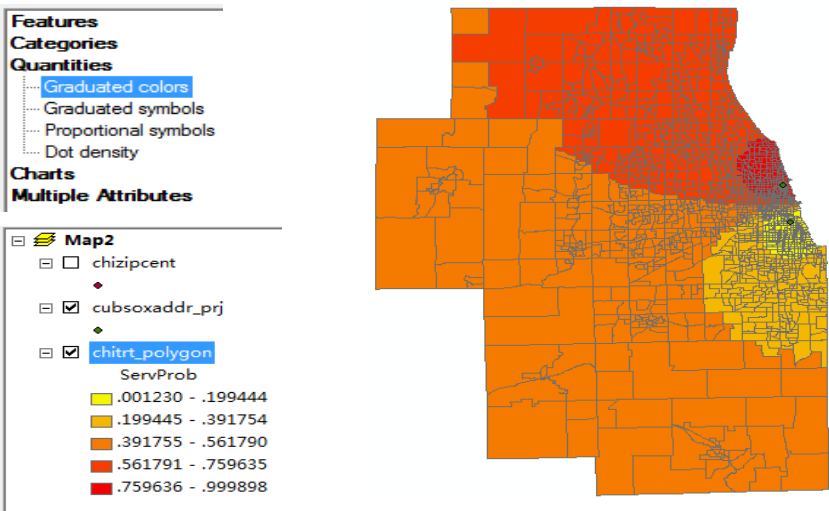 Features
Categories
Quantities
Graduated colors
Graduated symbols
Proportional symbols
Dot density
Charts
Multiple Attributes
Map2
chizipcent
cubsoxaddr_prj
chitrt_polygon
ServProb
.001230 - .199444
.199445 - .391754
.391755 - .561790
.561791 - .759635
.759636 - .999898